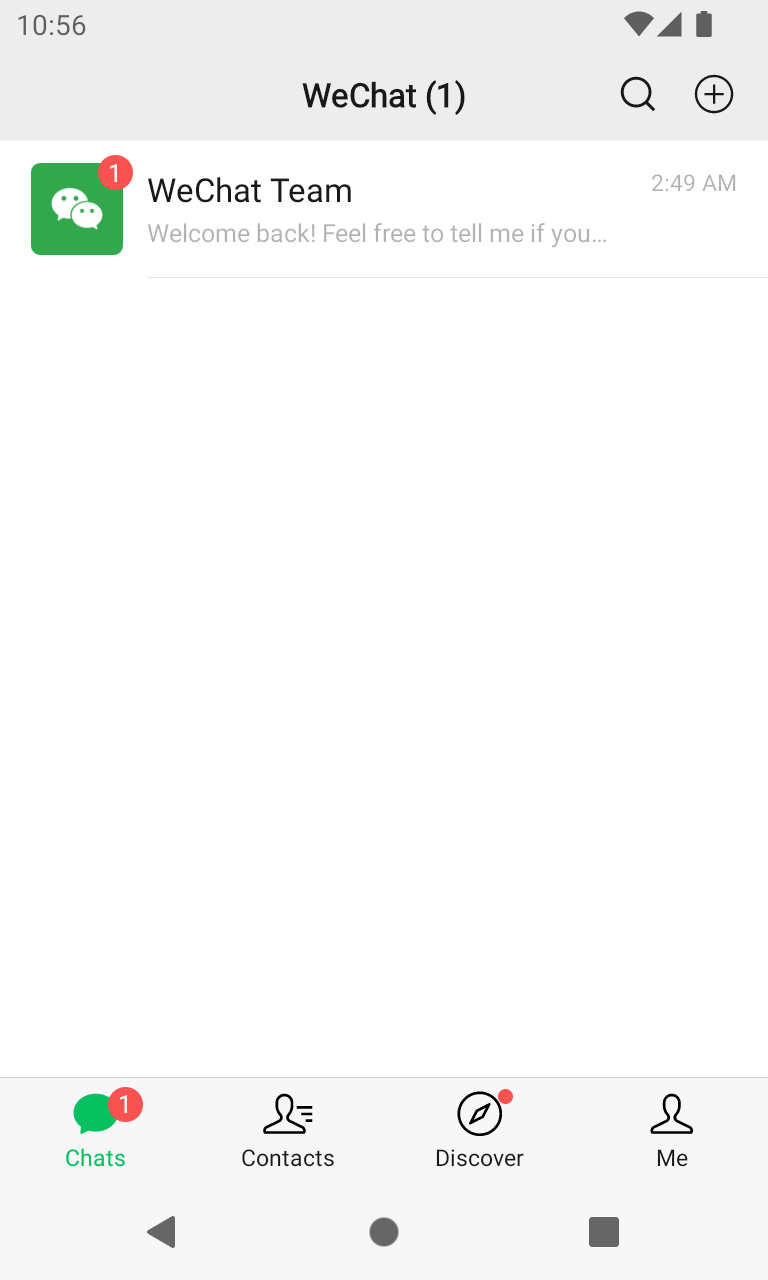 10:56
WeChat (1)
1
WeChat Team
2:49 AM
Welcome back! Feel free to tell me if you...
1
Chats
Contacts
Discover
Me